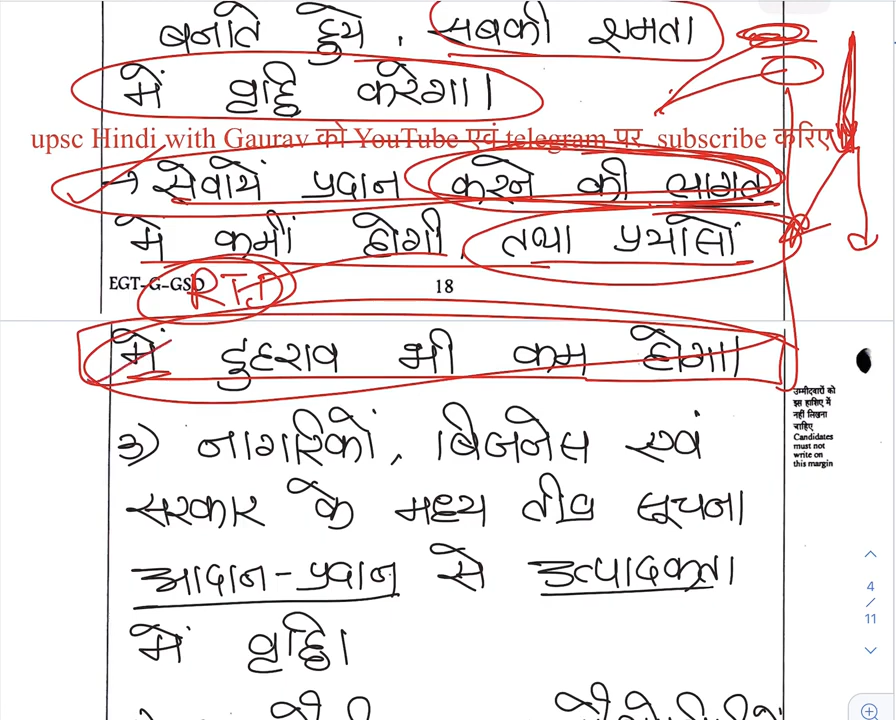 बनाते हुये, सबकी क्षमता
में वृद्धि करेगा।
upsc Hindi with Gaurav को YouTube एवं telegram पर subscribe करिए
→ सेवायें प्रदान करने की लागत
में कमी होगी तथा प्रयासों
EGT-G-GSO
RTI
18
में दुहराव भी कम होगा।
उम्मीदवारों को
इस हाशिए में
नहीं लिखना
चाहिए
Candidates
must not
write on
this margin
3) नागरिकों, बिजनेस एवं
सरकार के मध्य तीव्र सूचना
आदान-प्रदान से उत्पादकता
में वृद्धि।
4
/
11